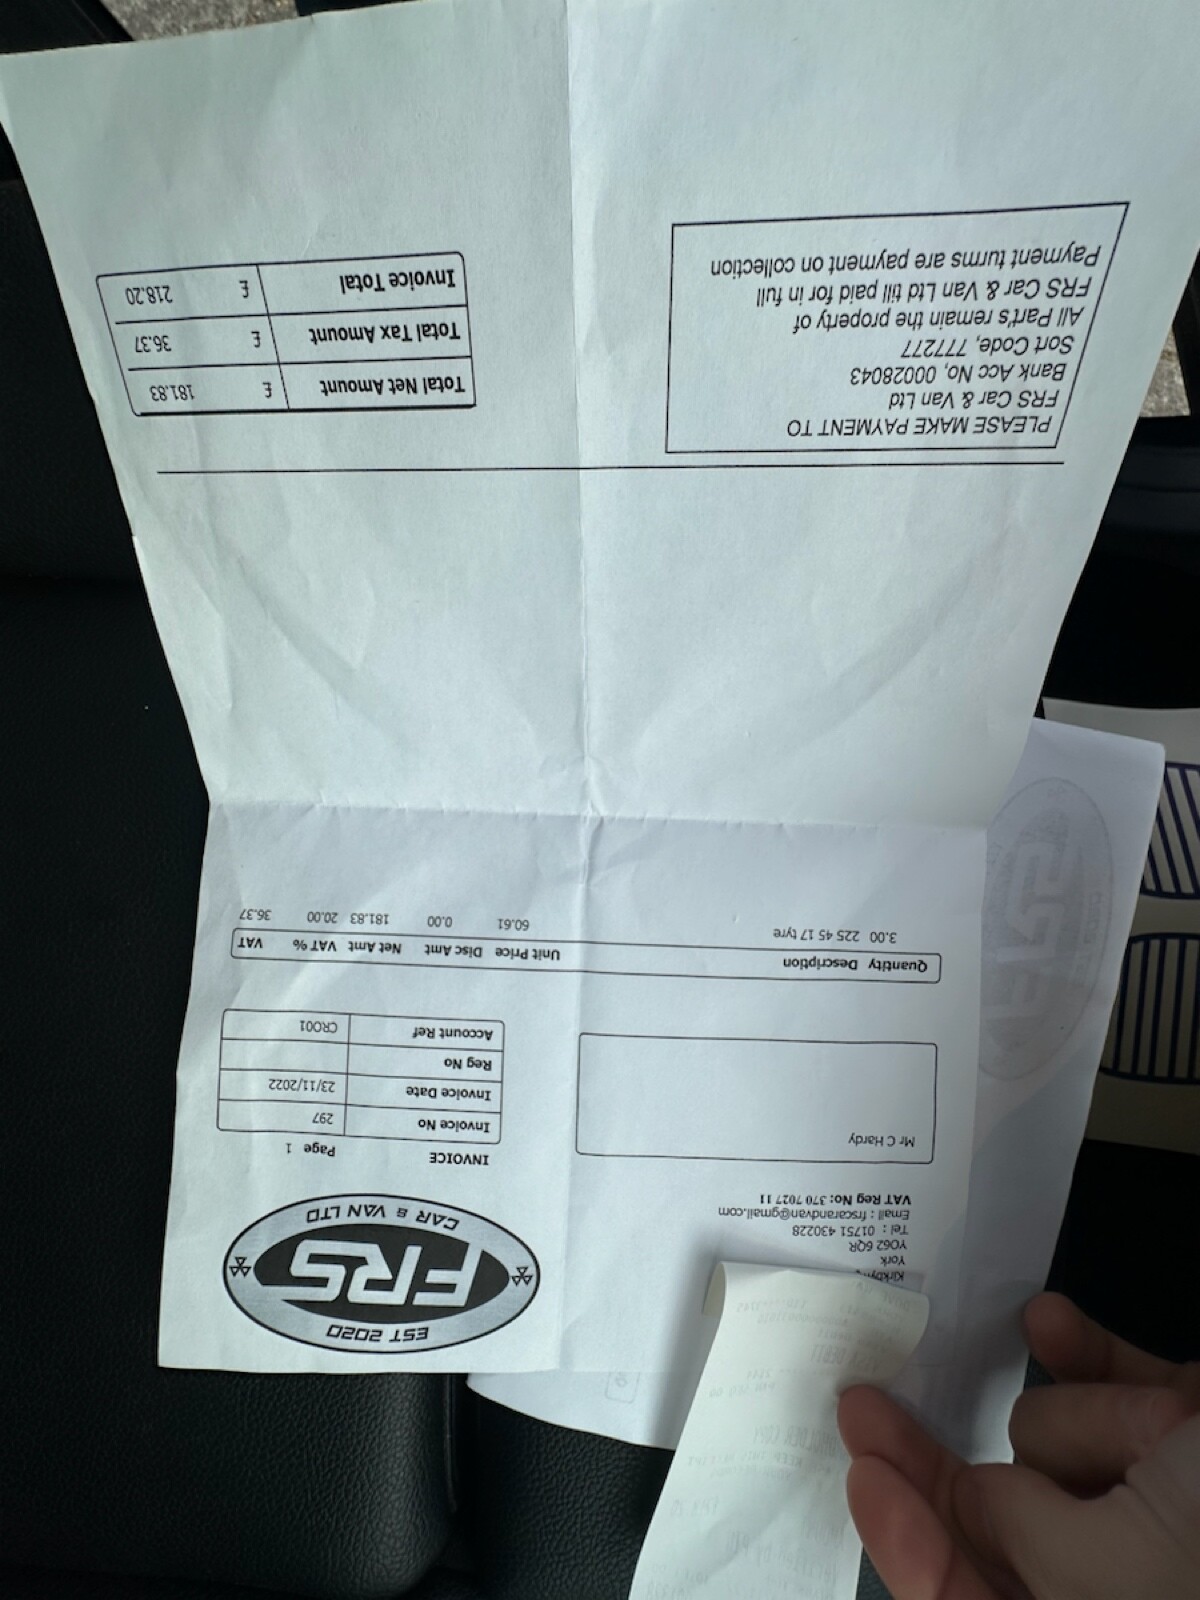 EST 2020
FRS
CAR & VAN LTD
York
YO62 6QR
Tel : 01751 430228
Email : frscarandvan@gmail.com
VAT Reg No: 370 7027 11
Mr C Hardy
INVOICE Page 1
Invoice No 297
Invoice Date 23/11/2022
Reg No
Account Ref CRO01
Quantity Description Unit Price Disc Amt Net Amt VAT % VAT
3.00 225 45 17 tyre 60.61 0.00 181.83 20.00 36.37
PLEASE MAKE PAYMENT TO
FRS Car & Van Ltd
Bank Acc No, 00028043
Sort Code, 777277
All Part's remain the property of
FRS Car & Van Ltd till paid for in full
Payment turms are payment on collection
Total Net Amount £ 181.83
Total Tax Amount £ 36.37
Invoice Total £ 218.20